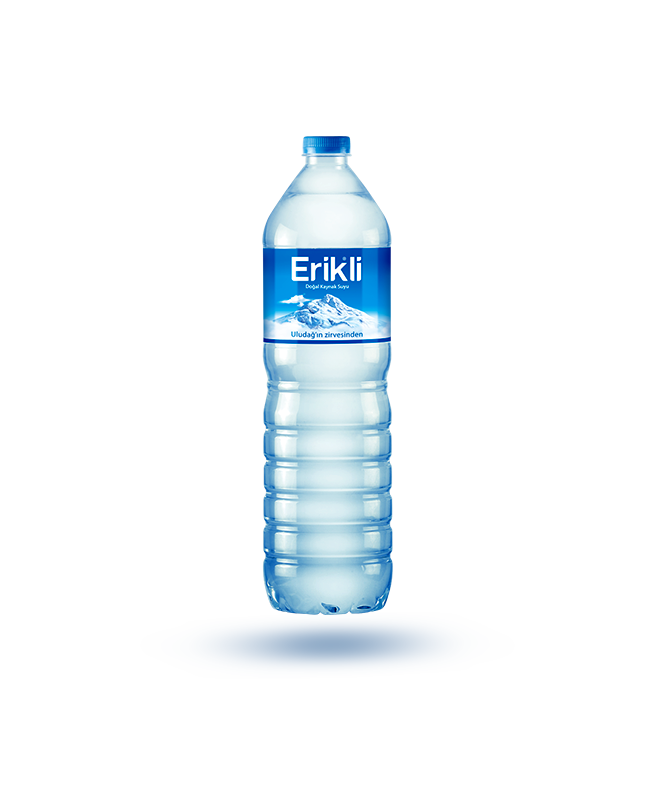 Erikli
Doğal Kaynak Suyu
Uludağ'ın zirvesinden